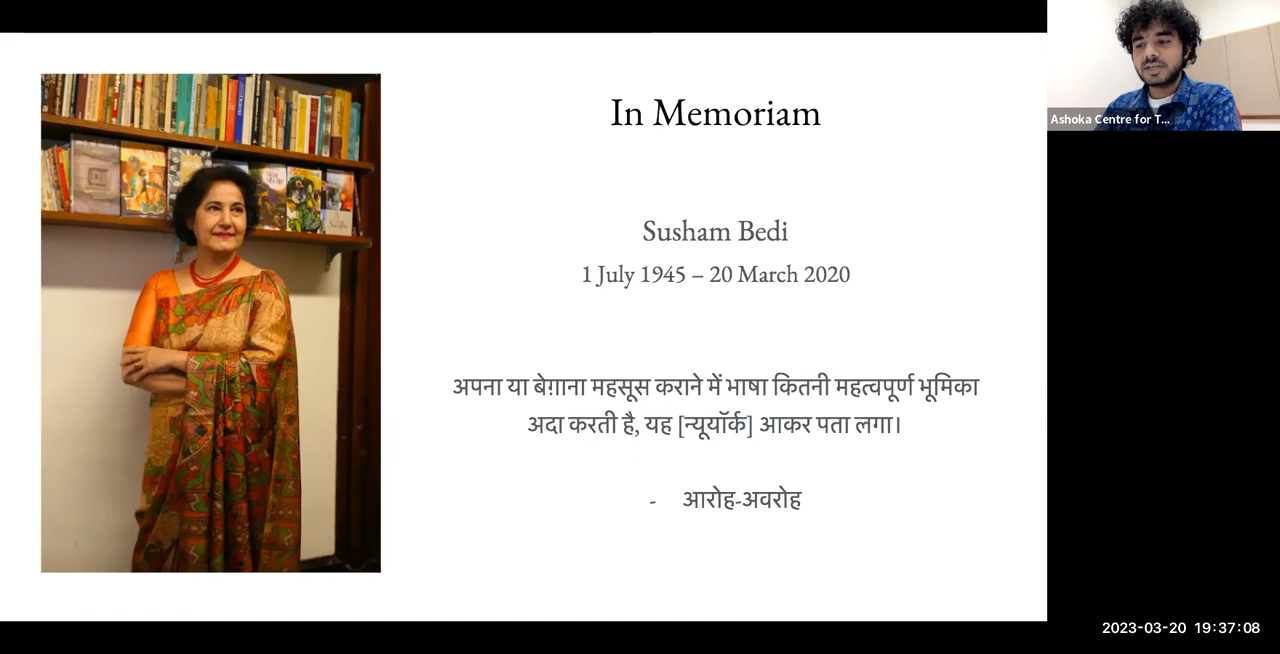 In Memoriam
Susham Bedi
1 July 1945 – 20 March 2020
अपना या बेग़ाना महसूस कराने में भाषा कितनी महत्वपूर्ण भूमिका
अदा करती है, यह [न्यूयॉर्क] आकर पता लगा।
- आरोह-अवरोह
Ashoka Centre for T...
2023-03-20 19:37:08